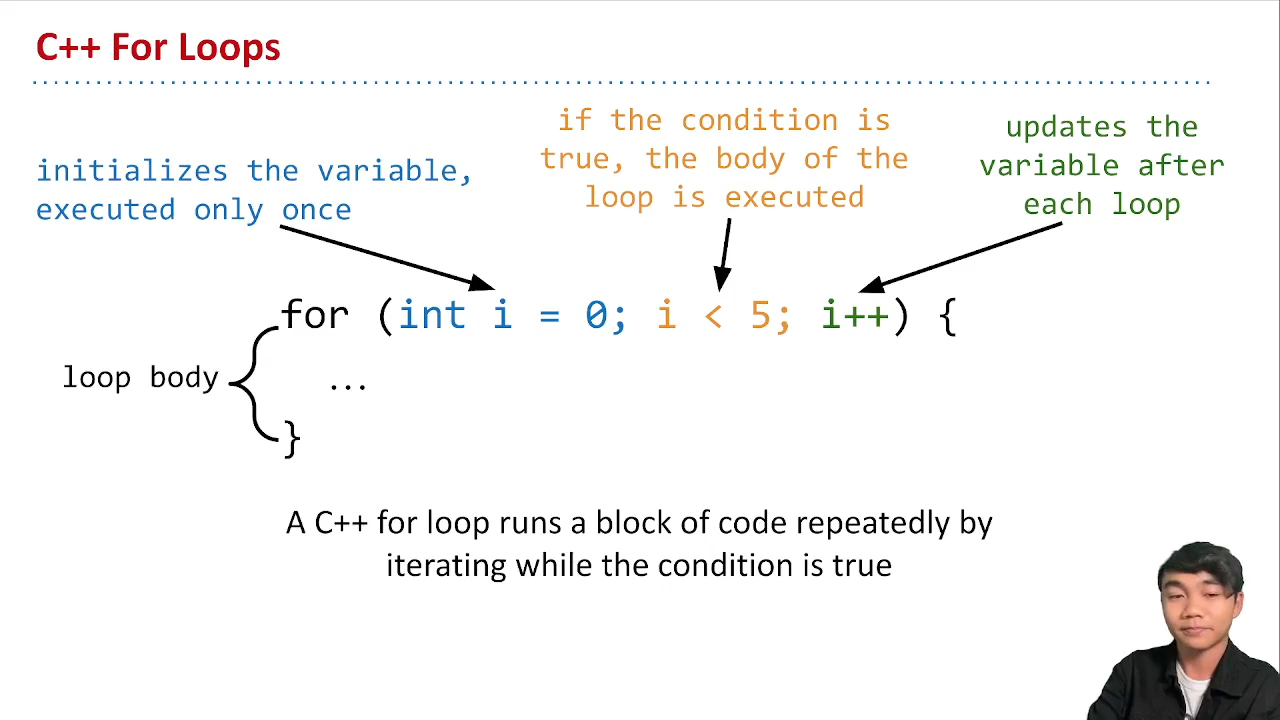 C++ For Loops
initializes the variable,
executed only once
if the condition is
true, the body of the
loop is executed
updates the
variable after
each loop
for (int i = 0; i < 5; i++) {
loop body
...
}
A C++ for loop runs a block of code repeatedly by
iterating while the condition is true